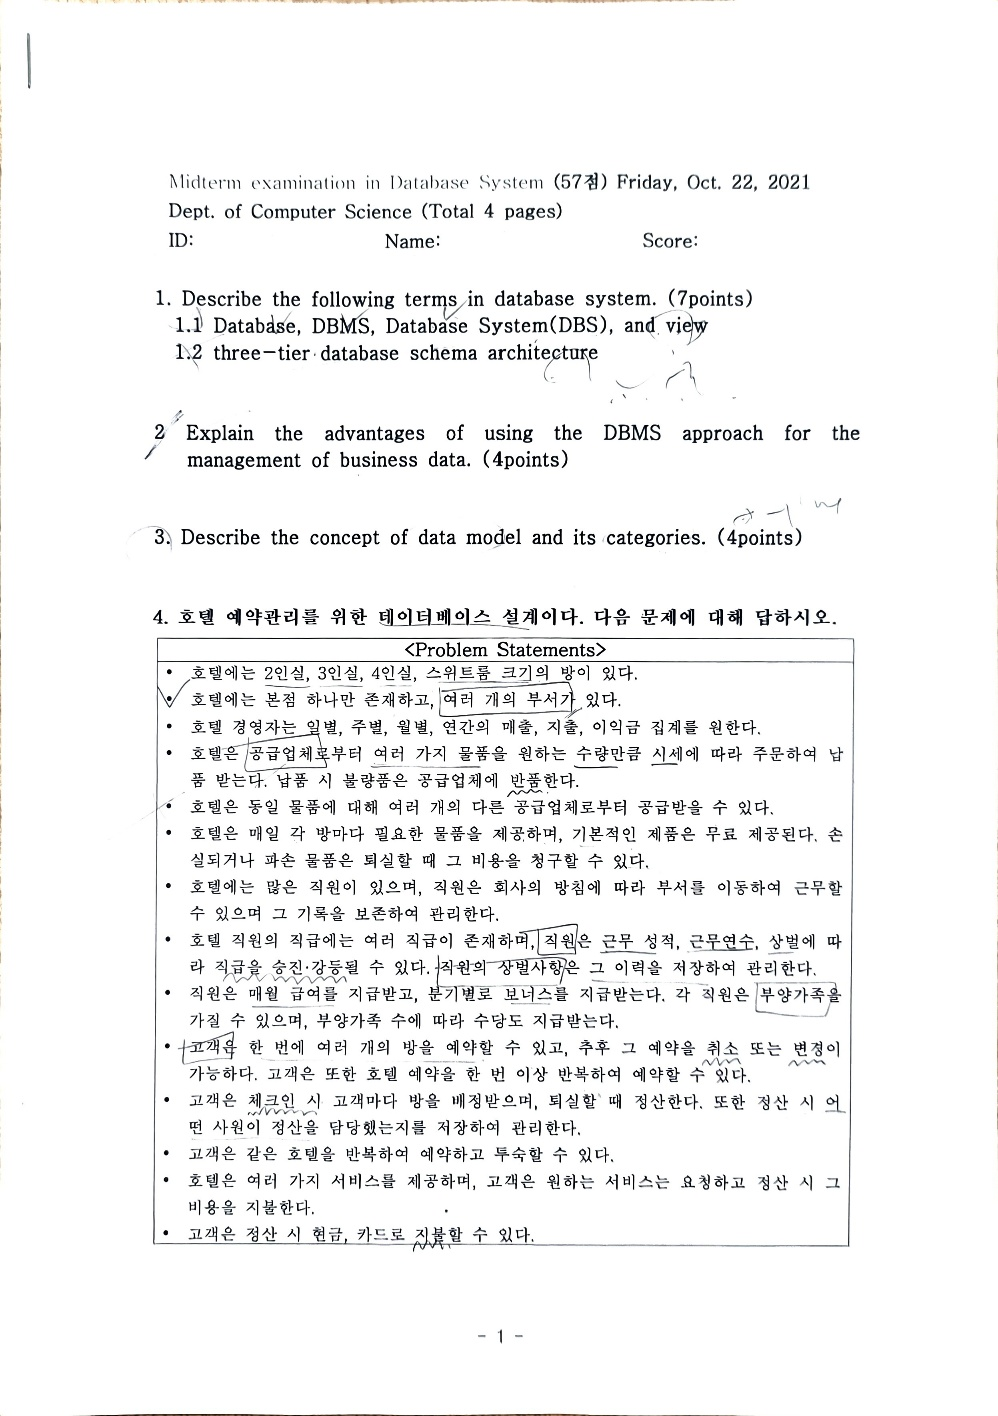 Midterm examination in Database System (57점) Friday, Oct. 22, 2021
Dept. of Computer Science (Total 4 pages)
ID: Name: Score:
1. Describe the following terms in database system. (7points)
1.1 Database, DBMS, Database System(DBS), and view
1.2 three-tier database schema architecture
2 Explain the advantages of using the DBMS approach for the
management of business data. (4points)
3. Describe the concept of data model and its categories. (4points)
4. 호텔 예약관리를 위한 데이터베이스 설계이다. 다음 문제에 대해 답하시오.
<Problem Statements>
• 호텔에는 2인실, 3인실, 4인실, 스위트룸 크기의 방이 있다.
• 호텔에는 본점 하나만 존재하고, 여러 개의 부서가 있다.
• 호텔 경영자는 일별, 주별, 월별, 연간의 매출, 지출, 이익금 집계를 원한다.
• 호텔은 공급업체로부터 여러 가지 물품을 원하는 수량만큼 시세에 따라 주문하여 납
품 받는다. 납품 시 불량품은 공급업체에 반품한다.
• 호텔은 동일 물품에 대해 여러 개의 다른 공급업체로부터 공급받을 수 있다.
• 호텔은 매일 각 방마다 필요한 물품을 제공하며, 기본적인 제품은 무료 제공된다. 손
실되거나 파손 물품은 퇴실할 때 그 비용을 청구할 수 있다.
• 호텔에는 많은 직원이 있으며, 직원은 회사의 방침에 따라 부서를 이동하여 근무할
수 있으며 그 기록을 보존하여 관리한다.
• 호텔 직원의 직급에는 여러 직급이 존재하며, 직원은 근무 성적, 근무연수, 상벌에 따
라 직급을 승진·강등될 수 있다. 직원의 상벌사항은 그 이력을 저장하여 관리한다.
• 직원은 매월 급여를 지급받고, 분기별로 보너스를 지급받는다. 각 직원은 부양가족을
가질 수 있으며, 부양가족 수에 따라 수당도 지급받는다.
• 고객은 한 번에 여러 개의 방을 예약할 수 있고, 추후 그 예약을 취소 또는 변경이
가능하다. 고객은 또한 호텔 예약을 한 번 이상 반복하여 예약할 수 있다.
• 고객은 체크인 시 고객마다 방을 배정받으며, 퇴실할 때 정산한다. 또한 정산 시 어
떤 사원이 정산을 담당했는지를 저장하여 관리한다.
• 고객은 같은 호텔을 반복하여 예약하고 투숙할 수 있다.
• 호텔은 여러 가지 서비스를 제공하며, 고객은 원하는 서비스는 요청하고 정산 시 그
비용을 지불한다.
• 고객은 정산 시 현금, 카드로 지불할 수 있다.
- 1 -